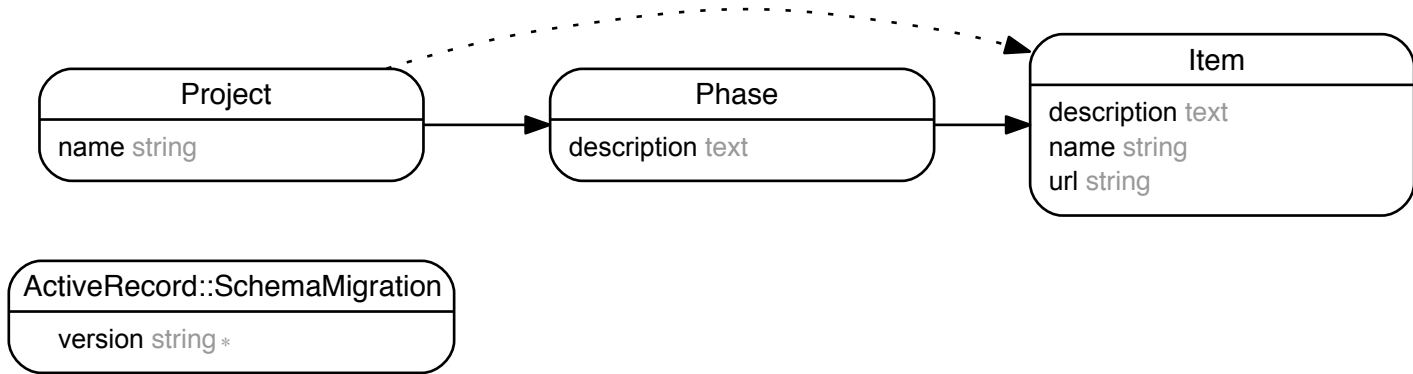 Project
name string
Phase
description text
Item
description text
name string
url string
ActiveRecord::SchemaMigration
version string *